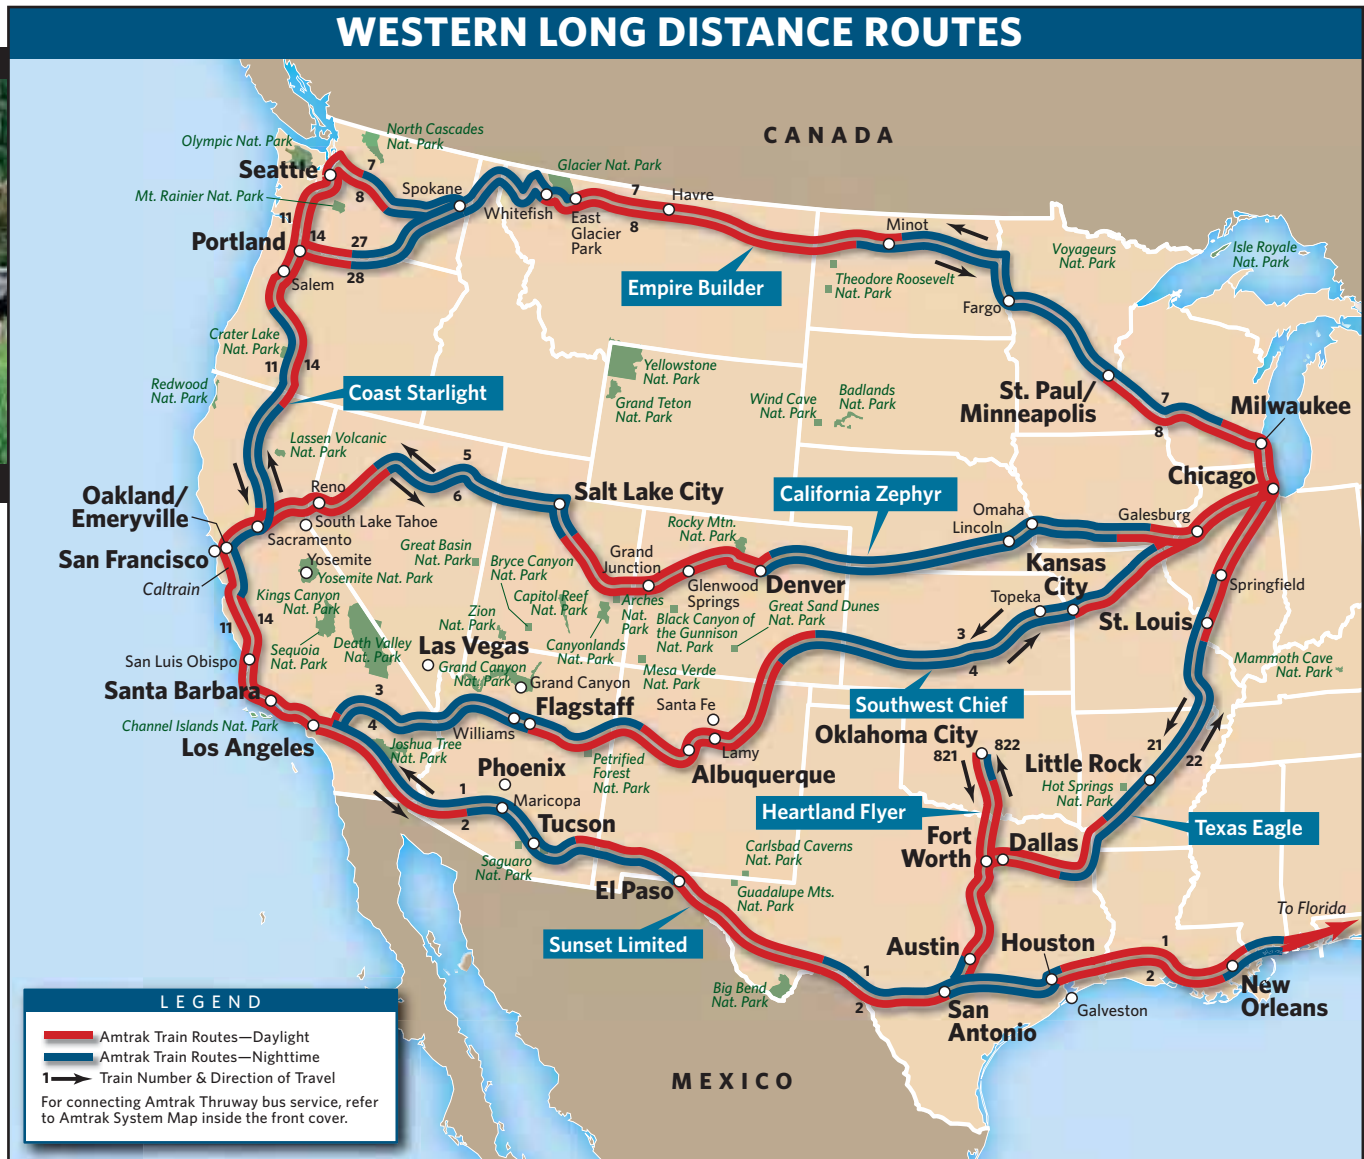 WESTERN LONG DISTANCE ROUTES
CANADA
Olympic Nat. Park
North Cascades
Nat. Park
Seattle
7
8
Mt. Rainier Nat. Park
Spokane
Glacier Nat. Park
Whitefish
East
Glacier
Park
7
8
Havre
Minot
Voyageurs
Nat. Park
Isle Royale
Nat. Park
11
14
Portland
27
28
Salem
Empire Builder
Theodore Roosevelt
Nat. Park
Fargo
Crater Lake
Nat. Park
11
14
Redwood
Nat. Park
Coast Starlight
Yellowstone
Nat. Park
Grand Teton
Nat. Park
Wind Cave
Nat. Park
Badlands
Nat. Park
St. Paul/
Minneapolis
7
8
Milwaukee
Chicago
Lassen Volcanic
Nat. Park
5
6
Reno
Oakland/
Emeryville
South Lake Tahoe
Sacramento
San Francisco
Caltrain
Salt Lake City
California Zephyr
Omaha
Lincoln
Galesburg
Rocky Mtn.
Nat. Park
Yosemite
Yosemite Nat. Park
Great Basin
Nat. Park
Bryce Canyon
Nat. Park
Grand
Junction
Glenwood
Springs
Denver
Kansas
City
Topeka
Springfield
St. Louis
Kings Canyon
Nat. Park
Capitol Reef
Nat. Park
Arches
Nat.
Park
Great Sand Dunes
Nat. Park
Black Canyon of
the Gunnison
Nat. Park
Zion
Nat. Park
Canyonlands
Nat. Park
Mesa Verde
Nat. Park
11
14
Sequoia
Nat. Park
Death Valley
Nat. Park
Las Vegas
Grand Canyon
Nat. Park
Grand Canyon
3
4
Mammoth Cave
Nat. Park
San Luis Obispo
Santa Barbara
Channel Islands Nat. Park
Los Angeles
3
4
Williams
Flagstaff
Santa Fe
Lamy
Albuquerque
Southwest Chief
Oklahoma City
821
822
21
22
Little Rock
Hot Springs
Nat. Park
Joshua Tree
Nat. Park
Petrified
Forest
Nat. Park
Phoenix
Maricopa
1
2
Tucson
Heartland Flyer
Texas Eagle
Fort
Worth
Dallas
Saguaro
Nat. Park
El Paso
Carlsbad Caverns
Nat. Park
Guadalupe Mts.
Nat. Park
To Florida
Sunset Limited
Austin
Houston
1
2
New
Orleans
Big Bend
Nat. Park
1
2
San
Antonio
Galveston
MEXICO
LEGEND
Amtrak Train Routes—Daylight
Amtrak Train Routes—Nighttime
1 Train Number & Direction of Travel
For connecting Amtrak Thruway bus service, refer
to Amtrak System Map inside the front cover.